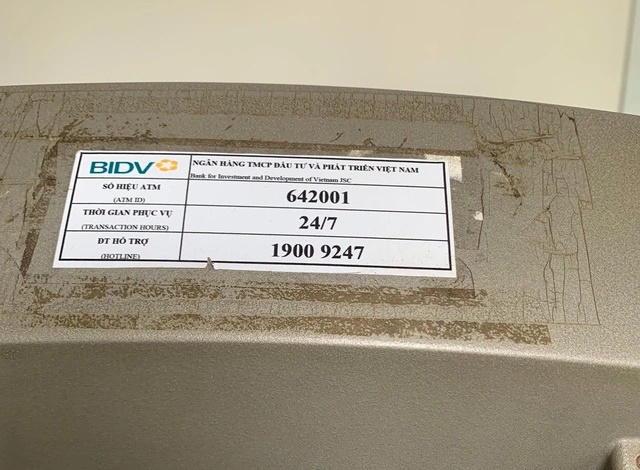 BIDV NGÂN HÀNG TMCP ĐẦU TƯ VÀ PHÁT TRIỂN VIỆT NAM
Bank for Investment and Development of Vietnam JSC
SỐ HIỆU ATM
(ATM ID)
642001
THỜI GIAN PHỤC VỤ
(TRANSACTION HOURS)
24/7
ĐT HỖ TRỢ
(HOTLINE)
1900 9247